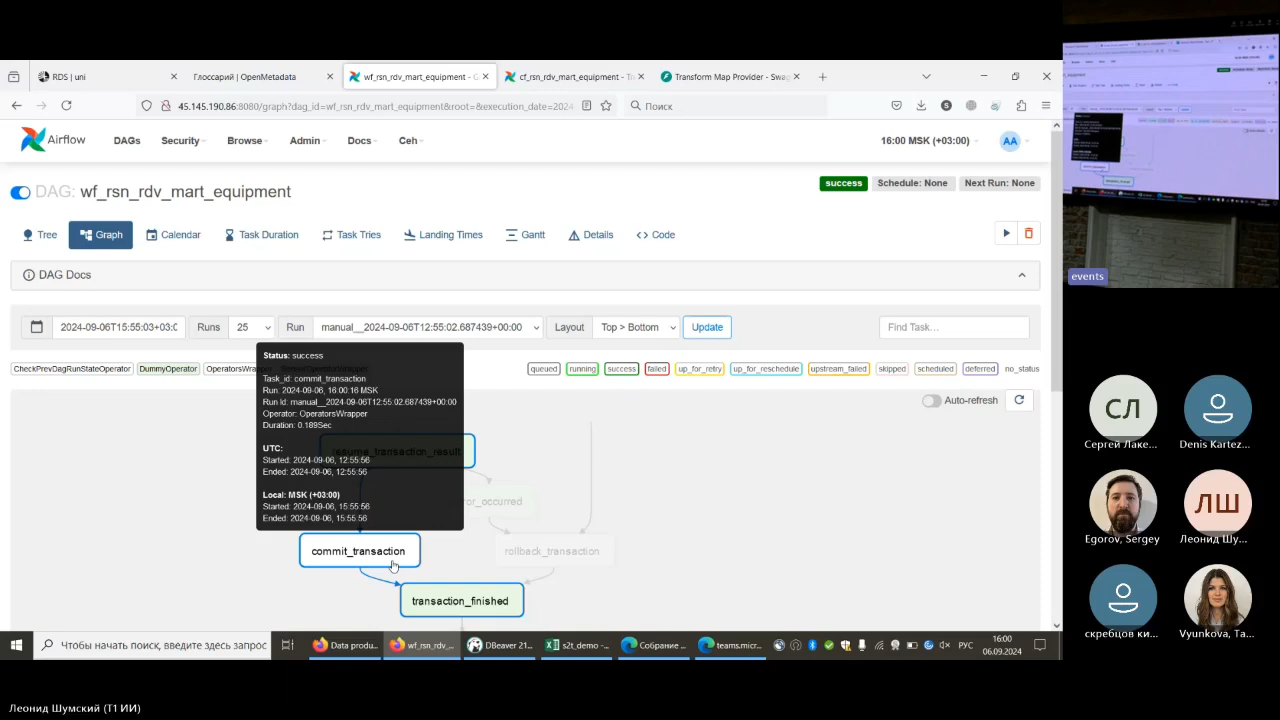 RDS | uni
Глоссарий | OpenMetadata
wf_rsn_rdv_mart_equipment - G
cf_rsn_rdv_mart_equipment - Tr
Transform Map Provider - Swag
45.145.190.86:8080/graph?dag_id=wf_rsn_rdv_mart_equipment&root=&execution_date=2024
Поиск
Airflow
DAGs
Security
Browse
Admin
Docs
Ceh
16:00 MSK (+03:00)
AA
DAG: wf_rsn_rdv_mart_equipment
success
Schedule: None
Next Run: None
Tree
Graph
Calendar
Task Duration
Task Tries
Landing Times
Gantt
Details
Code
DAG Docs
2024-09-06T15:55:03+03:0
Runs
25
Run
manual__2024-09-06T12:55:02.687439+00:00
Layout
Top > Bottom
Update
Find Task...
CheckPrevDagRunStateOperator
DummyOperator
OperatorsWrapper
queued
running
success
failed
up_for_retry
up_for_reschedule
upstream_failed
skipped
scheduled
deferred
no_status
Auto-refresh
Status: success
Task_id: commit_transaction
Run: 2024-09-06, 16:00:16 MSK
Run Id: manual__2024-09-06T12:55:02.687439+00:00
Operator: OperatorsWrapper
Duration: 0.189Sec
UTC:
Started: 2024-09-06, 12:55:56
Ended: 2024-09-06, 12:55:56
Local: MSK (+03:00)
Started: 2024-09-06, 15:55:56
Ended: 2024-09-06, 15:55:56
resume_transaction_result
or_occurred
commit_transaction
rollback_transaction
transaction_finished
Чтобы начать поиск, введите здесь запрос
Data produ...
wf_rsn_rdv_...
DBeaver 21...
s2t_demo -...
Собрание ...
teams.micr...
РУС
16:00
06.09.2024
events
СЛ
Сергей Лаке...
Denis Kartez...
Egorov, Sergey
ЛШ
Леонид Шу...
скребцов ки...
Vyunkova, Ta...
Леонид Шумский (Т1 ИИ)